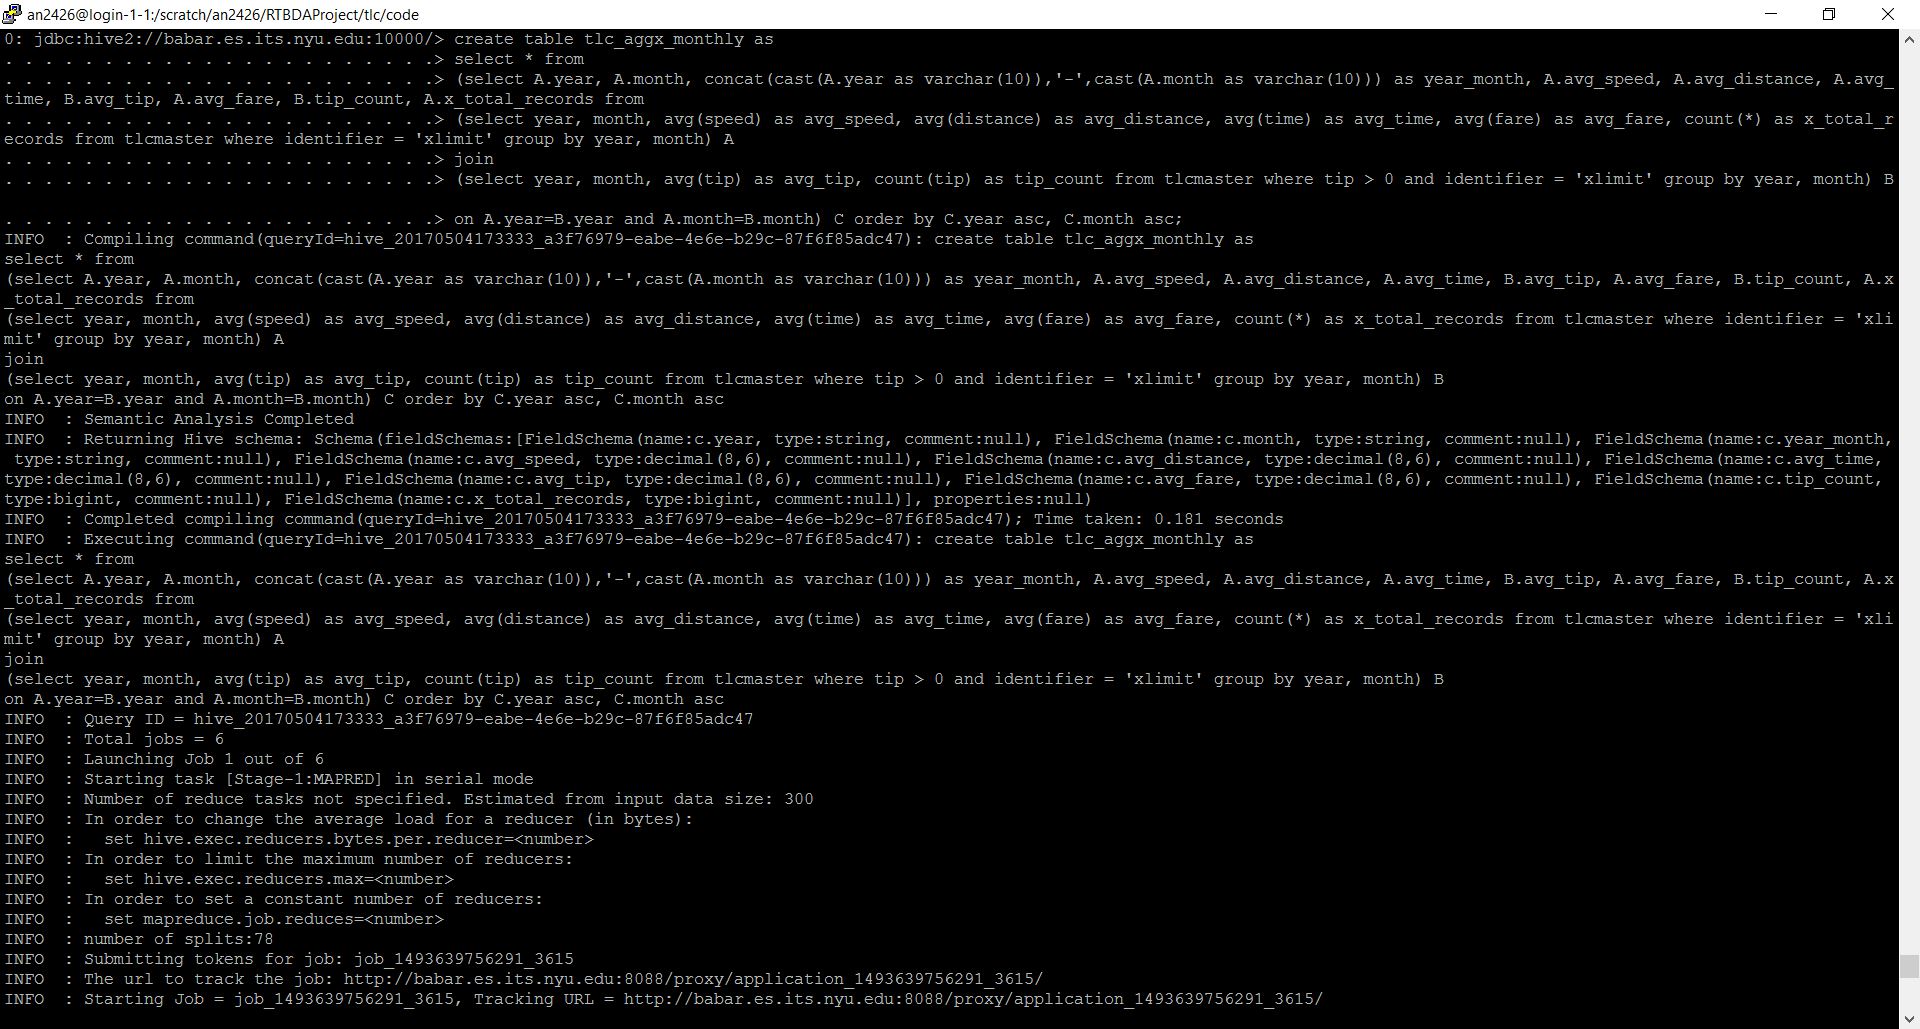 an2426@login-1-1:/scratch/an2426/RTBDAProject/tlc/code
0: jdbc:hive2://babar.es.its.nyu.edu:10000/> create table tlc_aggx_monthly as
. . . . . . . . . . . . . . . . . . . . . .> select * from
. . . . . . . . . . . . . . . . . . . . . .> (select A.year, A.month, concat(cast(A.year as varchar(10)),'-',cast(A.month as varchar(10))) as year_month, A.avg_speed, A.avg_distance, A.avg_
time, B.avg_tip, A.avg_fare, B.tip_count, A.x_total_records from
. . . . . . . . . . . . . . . . . . . . . .> (select year, month, avg(speed) as avg_speed, avg(distance) as avg_distance, avg(time) as avg_time, avg(fare) as avg_fare, count(*) as x_total_r
ecords from tlcmaster where identifier = 'xlimit' group by year, month) A
. . . . . . . . . . . . . . . . . . . . . .> join
. . . . . . . . . . . . . . . . . . . . . .> (select year, month, avg(tip) as avg_tip, count(tip) as tip_count from tlcmaster where tip > 0 and identifier = 'xlimit' group by year, month) B
. . . . . . . . . . . . . . . . . . . . . .> on A.year=B.year and A.month=B.month) C order by C.year asc, C.month asc;
INFO  : Compiling command(queryId=hive_20170504173333_a3f76979-eabe-4e6e-b29c-87f6f85adc47): create table tlc_aggx_monthly as
select * from
(select A.year, A.month, concat(cast(A.year as varchar(10)),'-',cast(A.month as varchar(10))) as year_month, A.avg_speed, A.avg_distance, A.avg_time, B.avg_tip, A.avg_fare, B.tip_count, A.x
_total_records from
(select year, month, avg(speed) as avg_speed, avg(distance) as avg_distance, avg(time) as avg_time, avg(fare) as avg_fare, count(*) as x_total_records from tlcmaster where identifier = 'xli
mit' group by year, month) A
join
(select year, month, avg(tip) as avg_tip, count(tip) as tip_count from tlcmaster where tip > 0 and identifier = 'xlimit' group by year, month) B
on A.year=B.year and A.month=B.month) C order by C.year asc, C.month asc
INFO  : Semantic Analysis Completed
INFO  : Returning Hive schema: Schema(fieldSchemas:[FieldSchema(name:c.year, type:string, comment:null), FieldSchema(name:c.month, type:string, comment:null), FieldSchema(name:c.year_month,
 type:string, comment:null), FieldSchema(name:c.avg_speed, type:decimal(8,6), comment:null), FieldSchema(name:c.avg_distance, type:decimal(8,6), comment:null), FieldSchema(name:c.avg_time,
type:decimal(8,6), comment:null), FieldSchema(name:c.avg_tip, type:decimal(8,6), comment:null), FieldSchema(name:c.avg_fare, type:decimal(8,6), comment:null), FieldSchema(name:c.tip_count,
type:bigint, comment:null), FieldSchema(name:c.x_total_records, type:bigint, comment:null)], properties:null)
INFO  : Completed compiling command(queryId=hive_20170504173333_a3f76979-eabe-4e6e-b29c-87f6f85adc47); Time taken: 0.181 seconds
INFO  : Executing command(queryId=hive_20170504173333_a3f76979-eabe-4e6e-b29c-87f6f85adc47): create table tlc_aggx_monthly as
select * from
(select A.year, A.month, concat(cast(A.year as varchar(10)),'-',cast(A.month as varchar(10))) as year_month, A.avg_speed, A.avg_distance, A.avg_time, B.avg_tip, A.avg_fare, B.tip_count, A.x
_total_records from
(select year, month, avg(speed) as avg_speed, avg(distance) as avg_distance, avg(time) as avg_time, avg(fare) as avg_fare, count(*) as x_total_records from tlcmaster where identifier = 'xli
mit' group by year, month) A
join
(select year, month, avg(tip) as avg_tip, count(tip) as tip_count from tlcmaster where tip > 0 and identifier = 'xlimit' group by year, month) B
on A.year=B.year and A.month=B.month) C order by C.year asc, C.month asc
INFO  : Query ID = hive_20170504173333_a3f76979-eabe-4e6e-b29c-87f6f85adc47
INFO  : Total jobs = 6
INFO  : Launching Job 1 out of 6
INFO  : Starting task [Stage-1:MAPRED] in serial mode
INFO  : Number of reduce tasks not specified. Estimated from input data size: 300
INFO  : In order to change the average load for a reducer (in bytes):
INFO  :   set hive.exec.reducers.bytes.per.reducer=<number>
INFO  : In order to limit the maximum number of reducers:
INFO  :   set hive.exec.reducers.max=<number>
INFO  : In order to set a constant number of reducers:
INFO  :   set mapreduce.job.reduces=<number>
INFO  : number of splits:78
INFO  : Submitting tokens for job: job_1493639756291_3615
INFO  : The url to track the job: http://babar.es.its.nyu.edu:8088/proxy/application_1493639756291_3615/
INFO  : Starting Job = job_1493639756291_3615, Tracking URL = http://babar.es.its.nyu.edu:8088/proxy/application_1493639756291_3615/